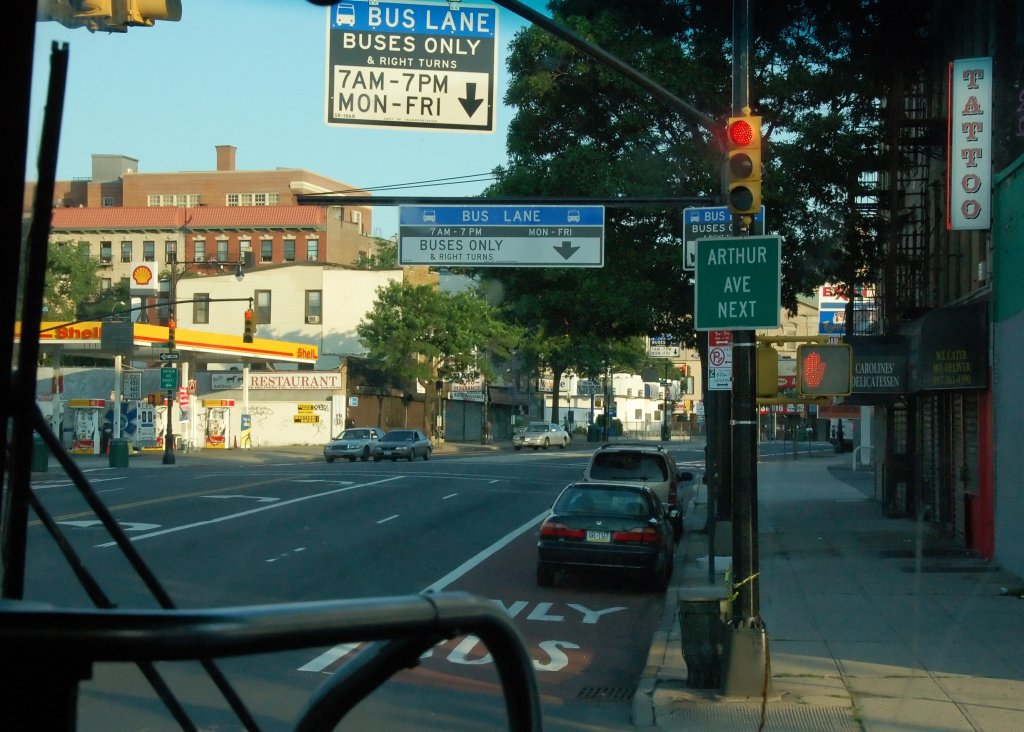 BUS LANE
BUSES ONLY
& RIGHT TURNS
7AM-7PM
MON-FRI
BUS LANE
7AM - 7PM MON - FRI
BUSES ONLY
& RIGHT TURNS
BUS
BUSES
ARTHUR
AVE
NEXT
TATTOO
Shell
Shell
RESTAURANT
CAROLINES'
DELICATESSEN
WE CATER
WE DELIVER
ONLY
BUS